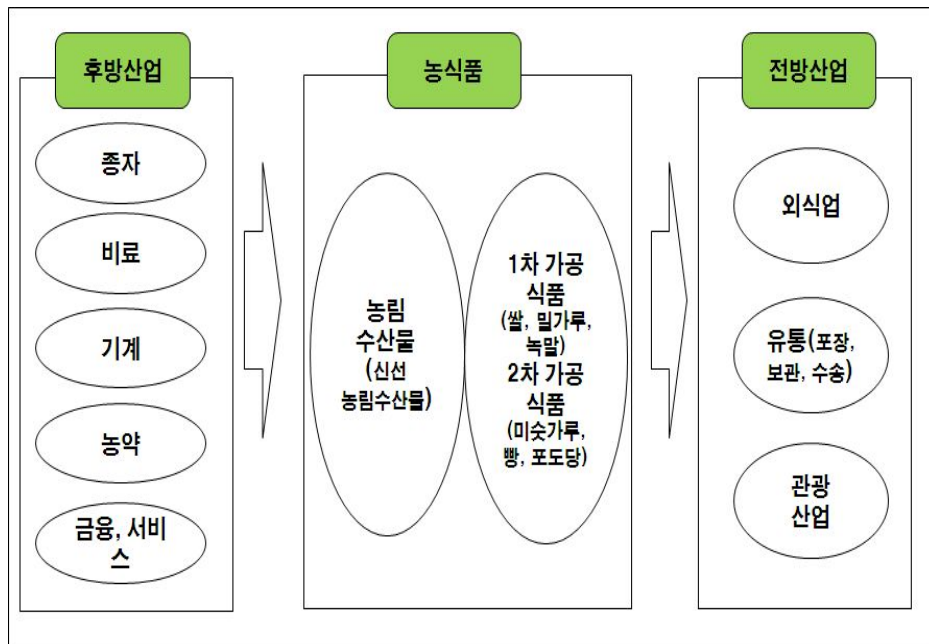 후방산업
종자
비료
기계
농약
금융, 서비
스
농식품
농림
수산물
(신선
농림수산물)
1차 가공
식품
(쌀, 밀가루,
녹말)
2차 가공
식품
(미숫가루,
빵, 포도당)
전방산업
외식업
유통(포장,
보관, 수송)
관광
산업